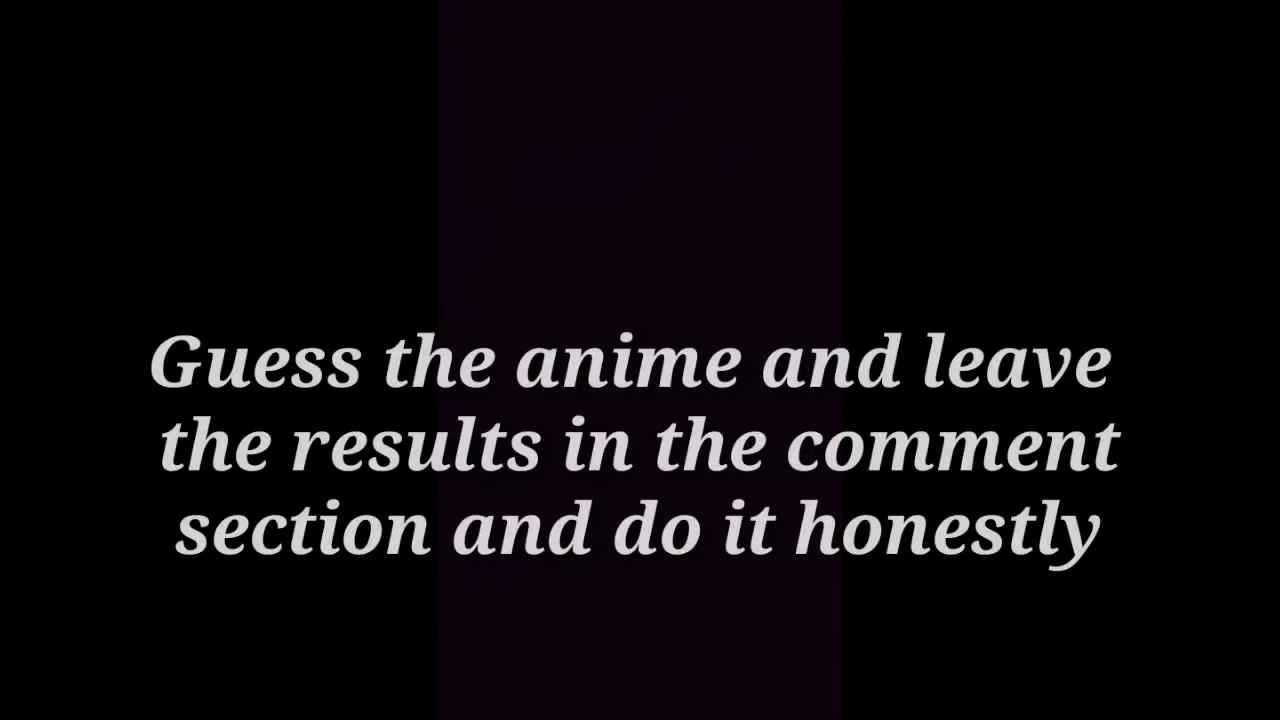 Guess the anime and leave
the results in the comment
section and do it honestly